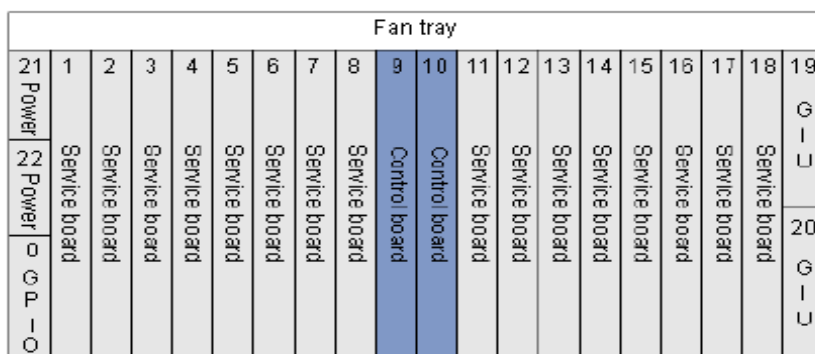 Fan tray
21 Power
22 Power
0 GPIO
1 Service board
2 Service board
3 Service board
4 Service board
5 Service board
6 Service board
7 Service board
8 Service board
9 Control board
10 Control board
11 Service board
12 Service board
13 Service board
14 Service board
15 Service board
16 Service board
17 Service board
18 Service board
19 GIU
20 GIU